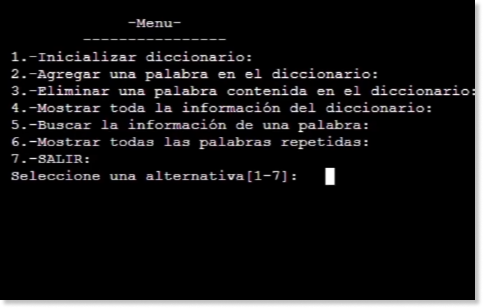 -Menu-
----------------
1.-Inicializar diccionario:
2.-Agregar una palabra en el diccionario:
3.-Eliminar una palabra contenida en el diccionario:
4.-Mostrar toda la información del diccionario:
5.-Buscar la información de una palabra:
6.-Mostrar todas las palabras repetidas:
7.-SALIR:
Seleccione una alternativa[1-7]: